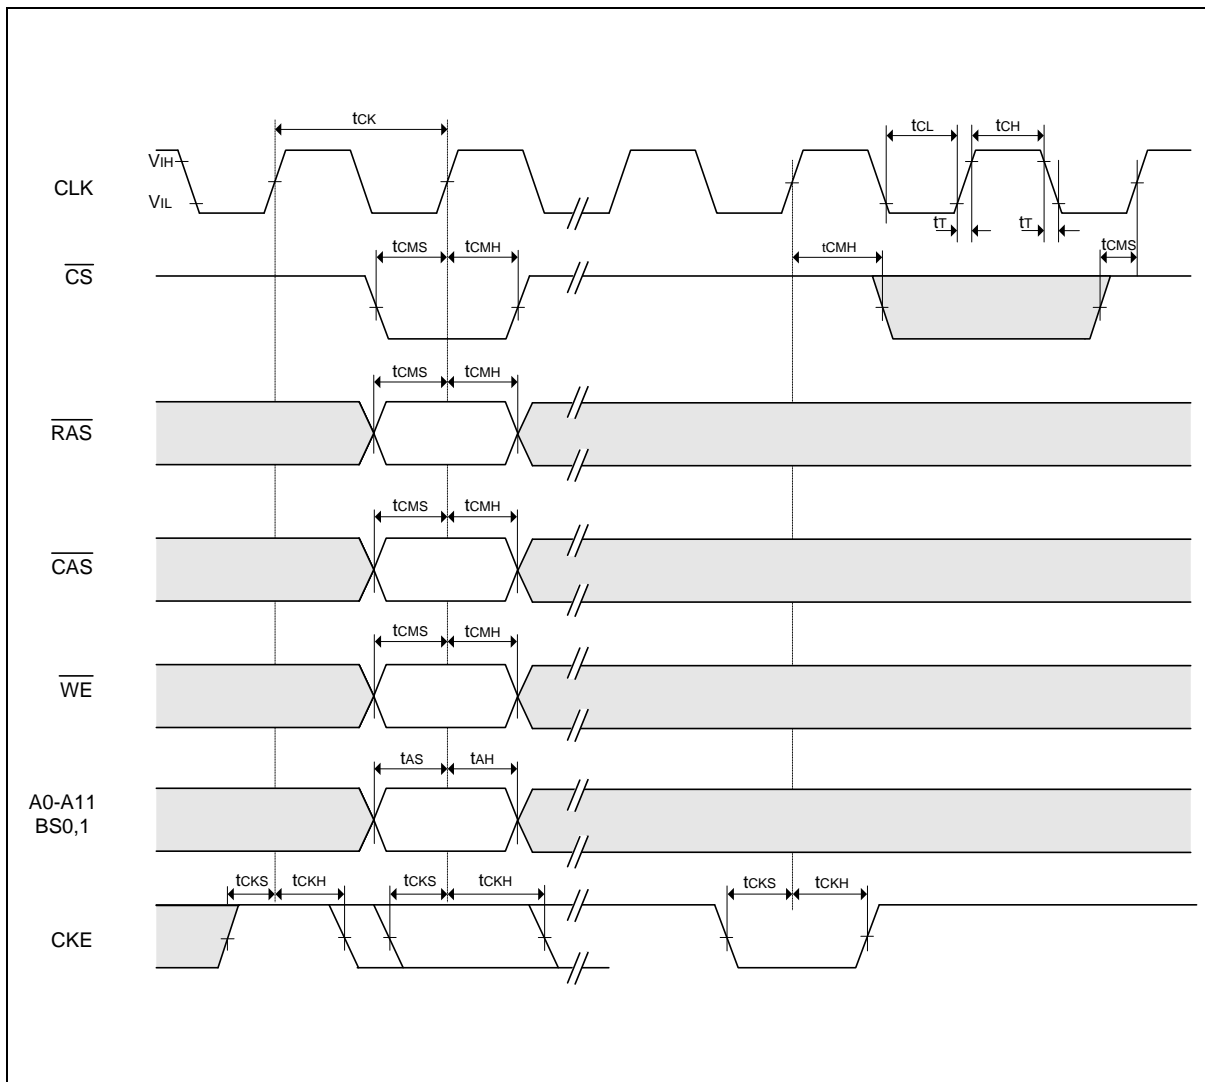 tCK
tCL
tCH
VIH
CLK
VIL
tT
tT
tCMS
tCMH
tCMH
tCMS
CS
tCMS
tCMH
RAS
tCMS
tCMH
CAS
tCMS
tCMH
WE
tAS
tAH
A0-A11
BS0,1
tCKS
tCKH
tCKS
tCKH
tCKS
tCKH
CKE